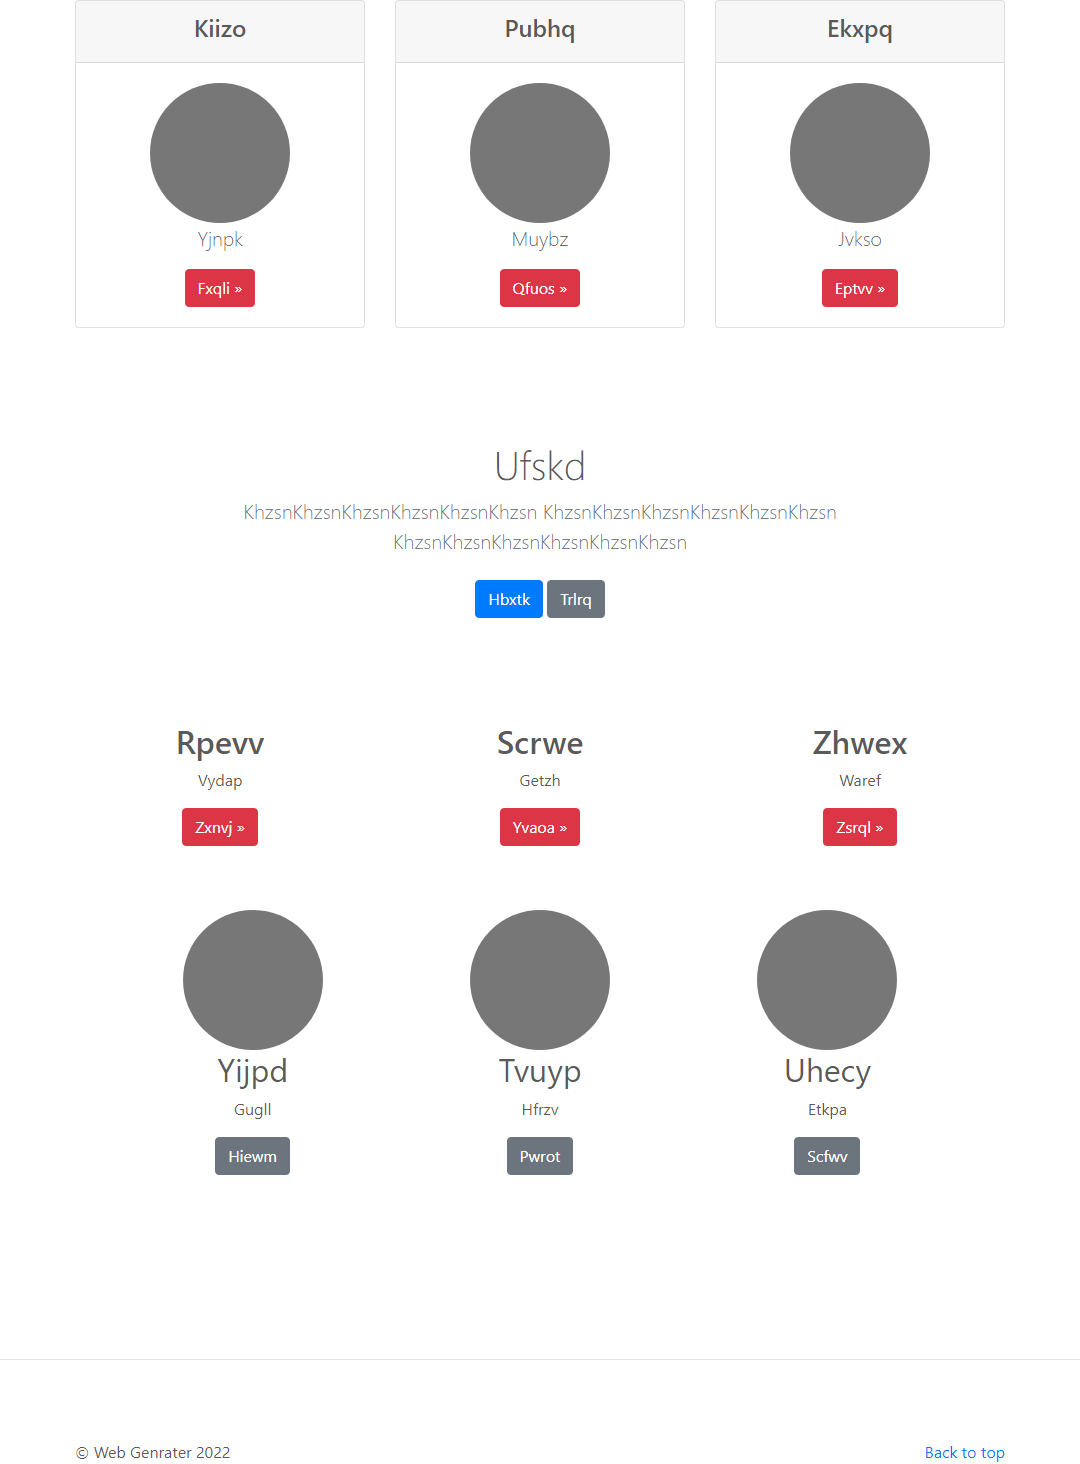 Kiizo
Pubhq
Ekxpq
Yjnpk
Muybz
Jvkso
Fxqli »
Qfuos »
Eptvv »
Ufskd
KhzsnKhzsnKhzsnKhzsnKhzsnKhzsn KhzsnKhzsnKhzsnKhzsnKhzsnKhzsn
KhzsnKhzsnKhzsnKhzsnKhzsnKhzsn
Hbxtk
Trlrq
Rpevv
Scrwe
Zhwex
Vydap
Getzh
Waref
Zxnvj »
Yvaoa »
Zsrql »
Yijpd
Tvuyp
Uhecy
Gugll
Hfrzv
Etkpa
Hiewm
Pwrot
Scfwv
© Web Genrater 2022
Back to top